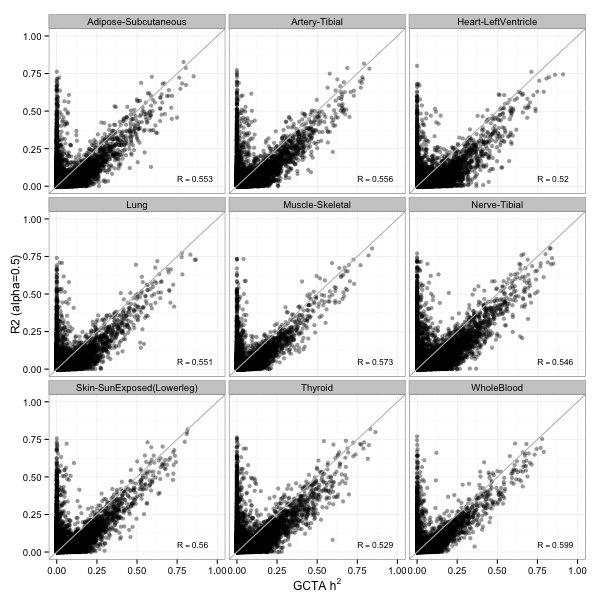 Adipose-Subcutaneous Artery-Tibial Heart-LeftVentricle
1.00
0.75
0.50
0.25
0.00
R = 0.553 R = 0.556 R = 0.52
Lung Muscle-Skeletal Nerve-Tibial
1.00
0.75
0.50
0.25
0.00
R = 0.551 R = 0.573 R = 0.546
R2 (alpha=0.5)
Skin-SunExposed(Lowerleg) Thyroid WholeBlood
1.00
0.75
0.50
0.25
0.00
R = 0.56 R = 0.529 R = 0.599
0.00 0.25 0.50 0.75 1.00 0.00 0.25 0.50 0.75 1.00 0.00 0.25 0.50 0.75 1.00
GCTA h²